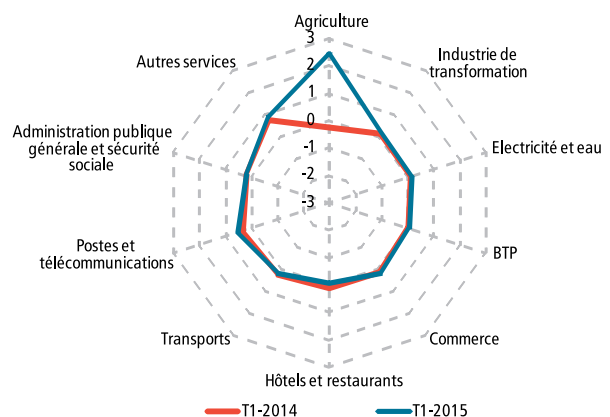 Agriculture
3
2
1
0
-1
-2
-3
Industrie de
transformation
Electricité et eau
BTP
Commerce
Hôtels et restaurants
Transports
Postes et
télécommunications
Administration publique
générale et sécurité
sociale
Autres services
T1-2014
T1-2015